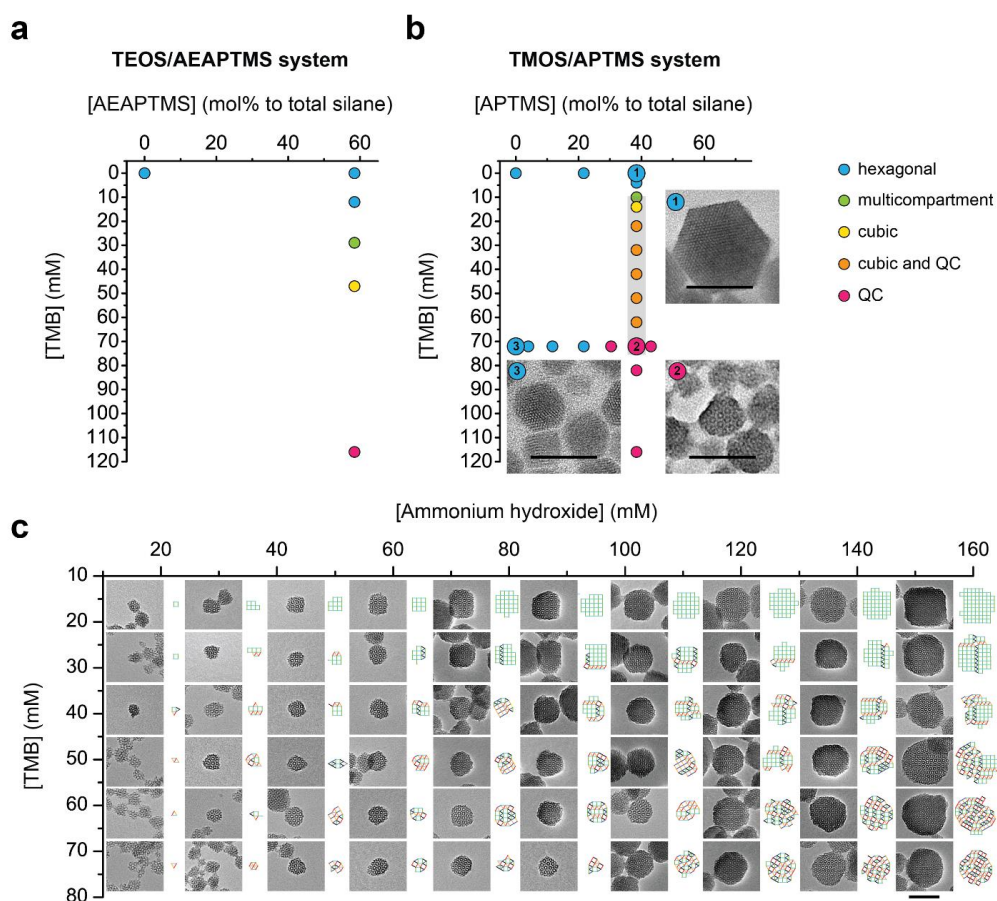 a
TEOS/AEAPTMS system
[AEAPTMS] (mol% to total silane)
0 20 40 60
[TMB] (mM)
0
10
20
30
40
50
60
70
80
90
100
110
120
b
TMOS/APTMS system
[APTMS] (mol% to total silane)
0 20 40 60
[TMB] (mM)
0
10
20
30
40
50
60
70
80
90
100
110
120
1
1
3
2
3
2
hexagonal
multicompartment
cubic
cubic and QC
QC
c
[Ammonium hydroxide] (mM)
20 40 60 80 100 120 140 160
[TMB] (mM)
10
20
30
40
50
60
70
80